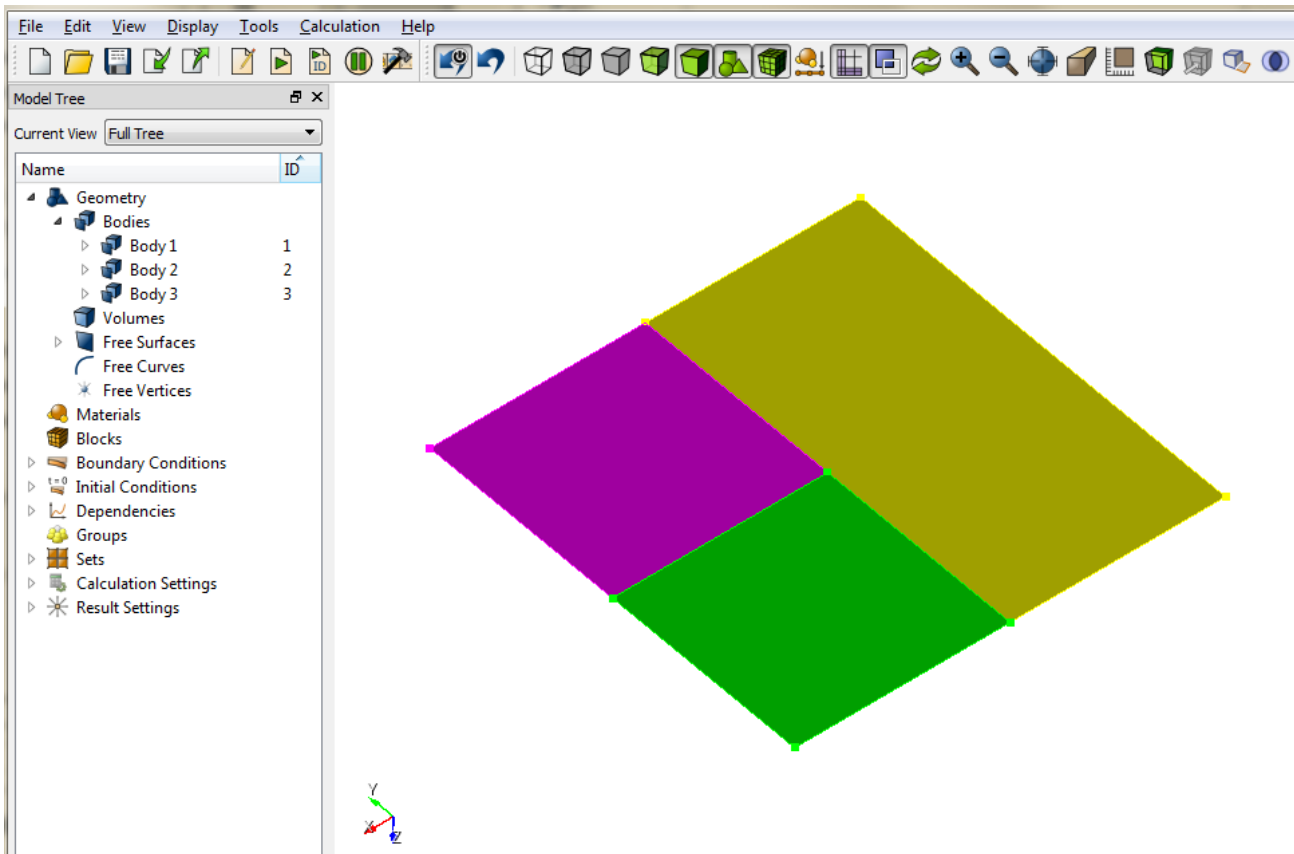 File Edit View Display Tools Calculation Help
ID
Model Tree
Current View Full Tree
Name ID
Geometry
Bodies
Body 1 1
Body 2 2
Body 3 3
Volumes
Free Surfaces
Free Curves
Free Vertices
Materials
Blocks
Boundary Conditions
t=0 Initial Conditions
Dependencies
Groups
Sets
Calculation Settings
Result Settings
Y
X
Z